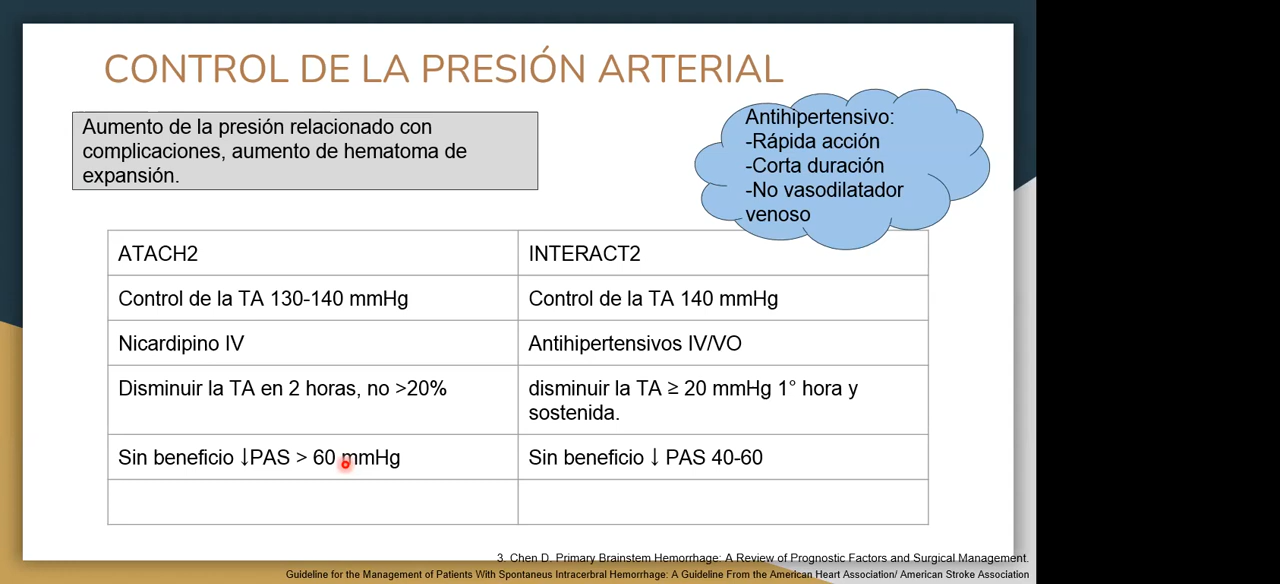 CONTROL DE LA PRESIÓN ARTERIAL
Aumento de la presión relacionado con
complicaciones, aumento de hematoma de
expansión.
Antihipertensivo:
-Rápida acción
-Corta duración
-No vasodilatador
venoso
ATACH2
INTERACT2
Control de la TA 130-140 mmHg
Control de la TA 140 mmHg
Nicardipino IV
Antihipertensivos IV/VO
Disminuir la TA en 2 horas, no >20%
disminuir la TA ≥ 20 mmHg 1° hora y
sostenida.
Sin beneficio ↓PAS > 60 mmHg
Sin beneficio ↓ PAS 40-60
3. Chen D. Primary Brainstem Hemorrhage: A Review of Prognostic Factors and Surgical Management.
Guideline for the Management of Patients With Spontaneus Intracerbral Hemorrhage: A Guideline From the American Heart Association/ American Stroke Association